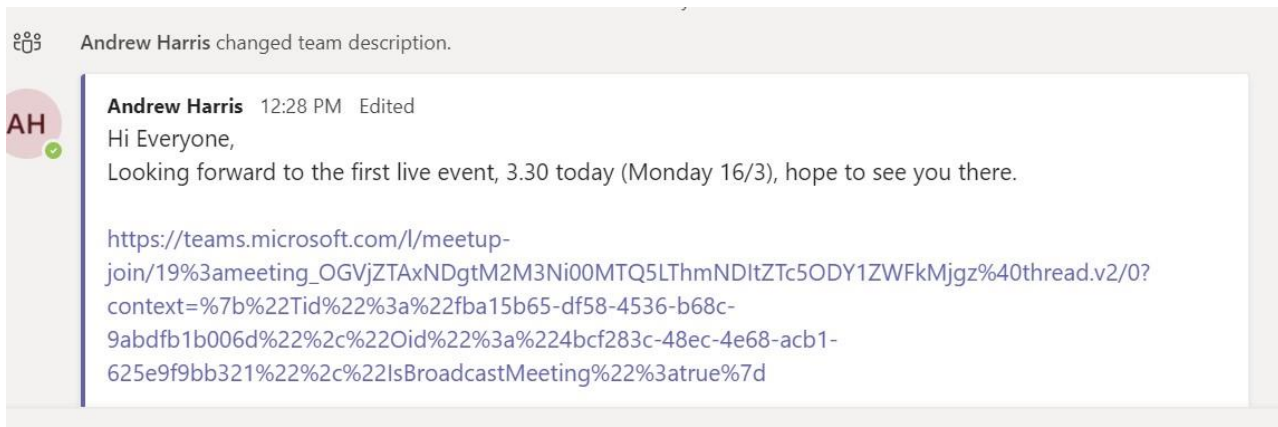 Andrew Harris changed team description.
AH
Andrew Harris 12:28 PM Edited
Hi Everyone,
Looking forward to the first live event, 3.30 today (Monday 16/3), hope to see you there.
https://teams.microsoft.com/l/meetup-
join/19%3ameeting_OGVjZTAxNDgtM2M3Ni00MTQ5LThmNDItZTc5ODY1ZWFkMjgz%40thread.v2/0?
context=%7b%22Tid%22%3a%22fba15b65-df58-4536-b68c-
9abdfb1b006d%22%2c%22Oid%22%3a%224bcf283c-48ec-4e68-acb1-
625e9f9bb321%22%2c%22IsBroadcastMeeting%22%3atrue%7d